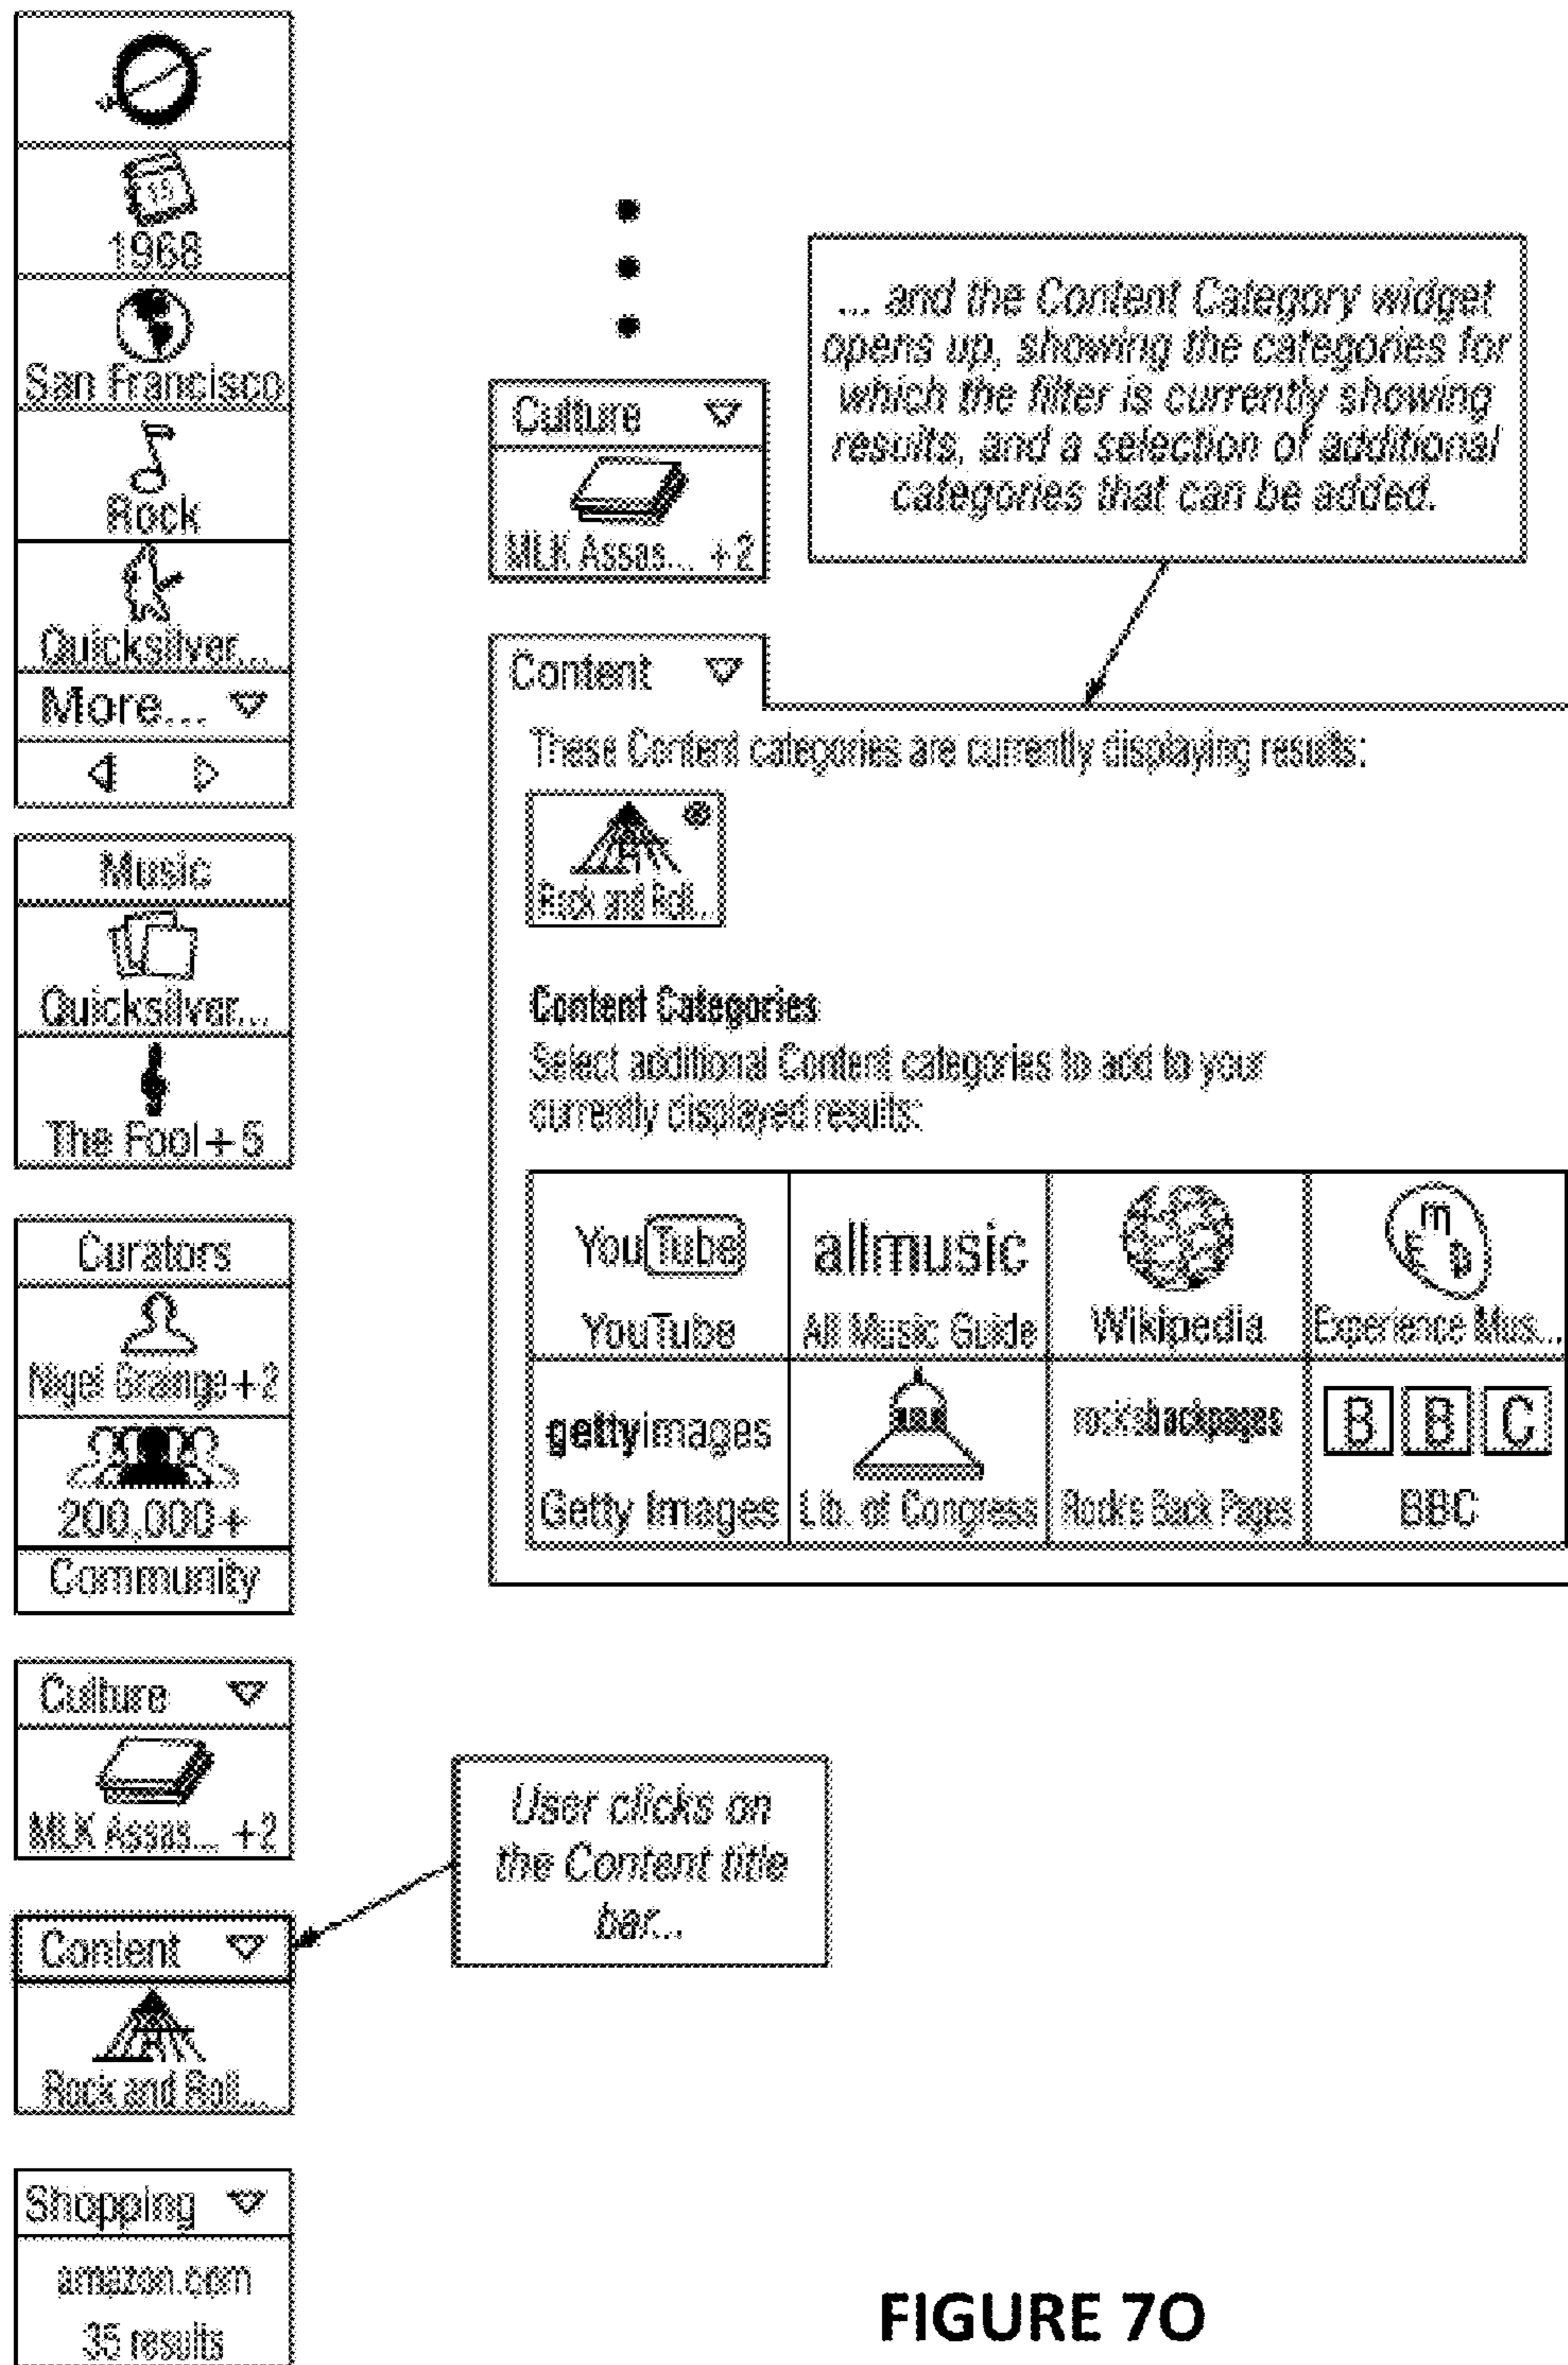 1968
San Francisco
Rock
Quicksilver...
More...
Music
Quicksilver...
The Fool+5
Curators
Nigel Grainge+2
200,000+
Community
Culture
MLK Assas... +2
Content
Rock and Roll...
Shopping
amazon.com
35 results
Culture
MLK Assas... +2
... and the Content Category widget
opens up, showing the categories for
which the filter is currently showing
results, and a selection of additional
categories that can be added.
Content
These Content categories are currently displaying results:
Rock and Roll...
Content Categories
Select additional Content categories to add to your
currently displayed results:
YouTube
allmusic
Emp
YouTube
All Music Guide
Wikipedia
Experience Mus...
gettyimages
rocksbackpages
BBC
Getty Images
Lib. of Congress
Rock's Back Pages
BBC
User clicks on
the Content title
bar...
FIGURE 7O